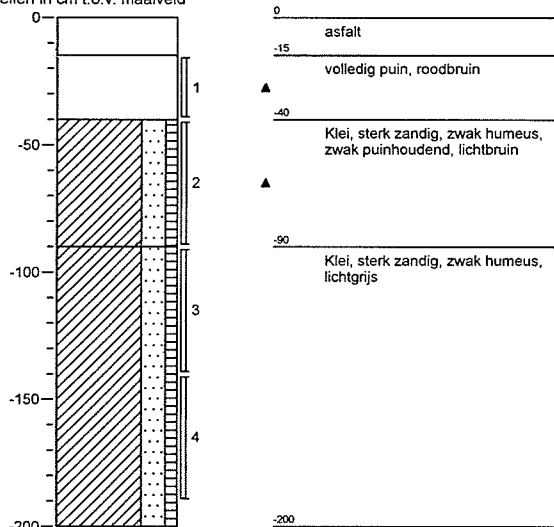 in cm t.o.v. maaiveld
0
-50
-100
-150
-200
1
2
3
4
0
asfalt
-15
volledig puin, roodbruin
-40
Klei, sterk zandig, zwak humeus,
zwak puinhoudend, lichtbruin
-90
Klei, sterk zandig, zwak humeus,
lichtgrijs
-200